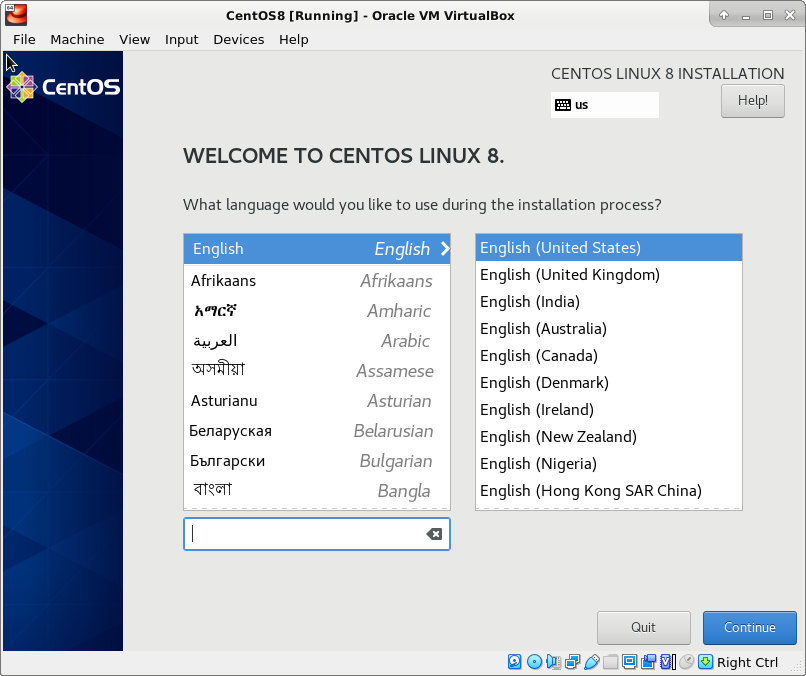 CentOS8 [Running] - Oracle VM VirtualBox
File Machine View Input Devices Help
CentOS
CENTOS LINUX 8 INSTALLATION
us
Help!
WELCOME TO CENTOS LINUX 8.
What language would you like to use during the installation process?
English English
Afrikaans Afrikaans
አማርኛ Amharic
العربية Arabic
অসমীয়া Assamese
Asturianu Asturian
Беларуская Belarusian
Български Bulgarian
বাংলা Bangla
English (United States)
English (United Kingdom)
English (India)
English (Australia)
English (Canada)
English (Denmark)
English (Ireland)
English (New Zealand)
English (Nigeria)
English (Hong Kong SAR China)
Quit
Continue
Right Ctrl